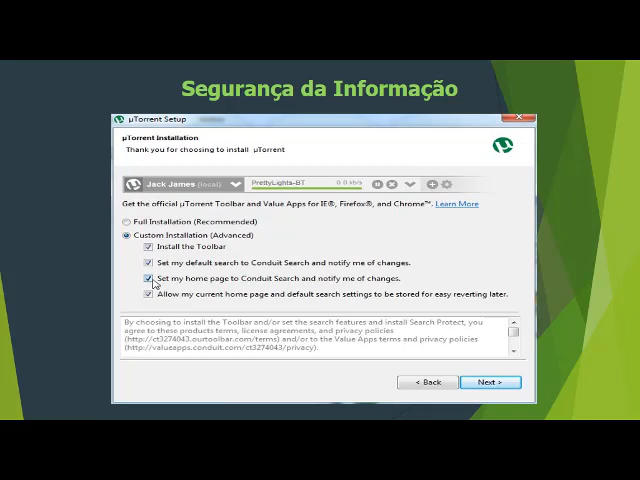 Segurança da Informação
µTorrent Setup
µTorrent Installation
Thank you for choosing to install µTorrent
Jack James (local) PrettyLights-BT 0.0 kb/s
Get the official µTorrent Toolbar and Value Apps for IE®, Firefox®, and Chrome™. Learn More
Full Installation (Recommended)
Custom Installation (Advanced)
Install the Toolbar
Set my default search to Conduit Search and notify me of changes.
Set my home page to Conduit Search and notify me of changes.
Allow my current home page and default search settings to be stored for easy reverting later.
By choosing to install the Toolbar and/or set the search features and install Search Protect, you
agree to these products terms, license agreements, and privacy policies
(http://ct3274043.ourtoolbar.com/terms) and/or to the Value Apps terms and privacy policies
(http://valueapps.conduit.com/ct3274043/privacy).
< Back Next >